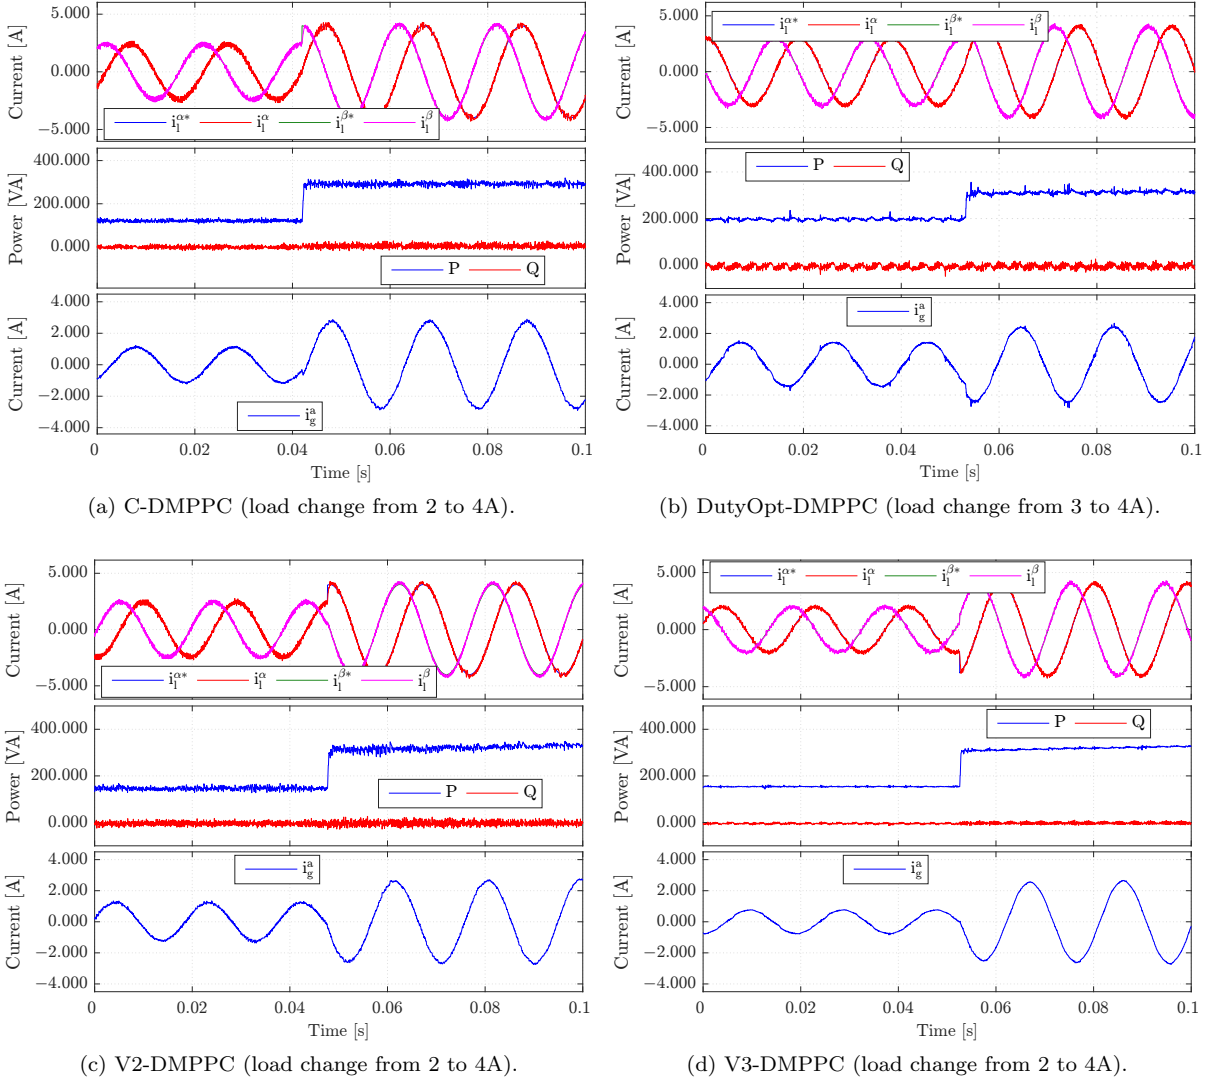 5.000
0.000
−5.000
Current [A]
i_l^{α*} i_l^α i_l^{β*} i_l^β
400.000
200.000
0.000
Power [VA]
P Q
4.000
2.000
0.000
−2.000
−4.000
Current [A]
i_g^a
0 0.02 0.04 0.06 0.08 0.1
Time [s]
(a) C-DMPPC (load change from 2 to 4A).
5.000
0.000
−5.000
Current [A]
i_l^{α*} i_l^α i_l^{β*} i_l^β
400.000
200.000
0.000
Power [VA]
P Q
4.000
2.000
0.000
−2.000
−4.000
Current [A]
i_g^a
0 0.02 0.04 0.06 0.08 0.1
Time [s]
(b) DutyOpt-DMPPC (load change from 3 to 4A).
5.000
0.000
−5.000
Current [A]
i_l^{α*} i_l^α i_l^{β*} i_l^β
400.000
200.000
0.000
Power [VA]
P Q
4.000
2.000
0.000
−2.000
−4.000
Current [A]
i_g^a
0 0.02 0.04 0.06 0.08 0.1
Time [s]
(c) V2-DMPPC (load change from 2 to 4A).
5.000
0.000
−5.000
Current [A]
i_l^{α*} i_l^α i_l^{β*} i_l^β
400.000
200.000
0.000
Power [VA]
P Q
4.000
2.000
0.000
−2.000
−4.000
Current [A]
i_g^a
0 0.02 0.04 0.06 0.08 0.1
Time [s]
(d) V3-DMPPC (load change from 2 to 4A).